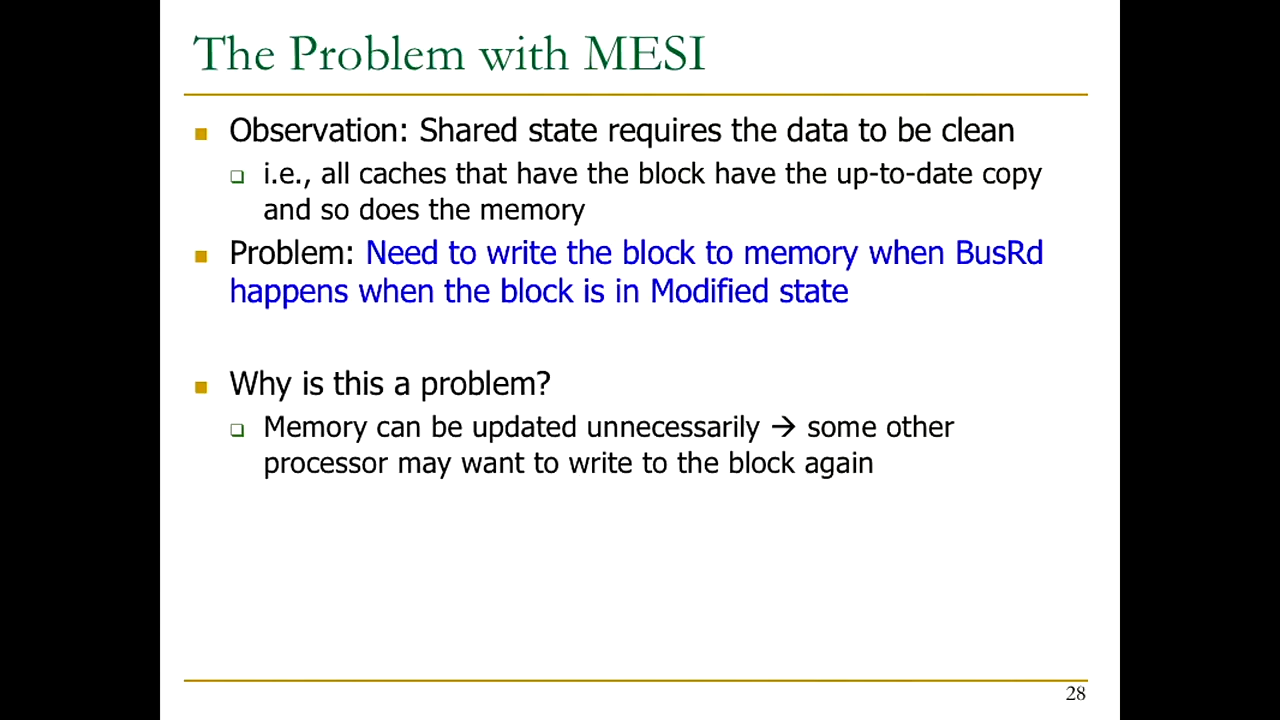 The Problem with MESI
Observation: Shared state requires the data to be clean
i.e., all caches that have the block have the up-to-date copy
and so does the memory
Problem: Need to write the block to memory when BusRd
happens when the block is in Modified state
Why is this a problem?
Memory can be updated unnecessarily → some other
processor may want to write to the block again
28